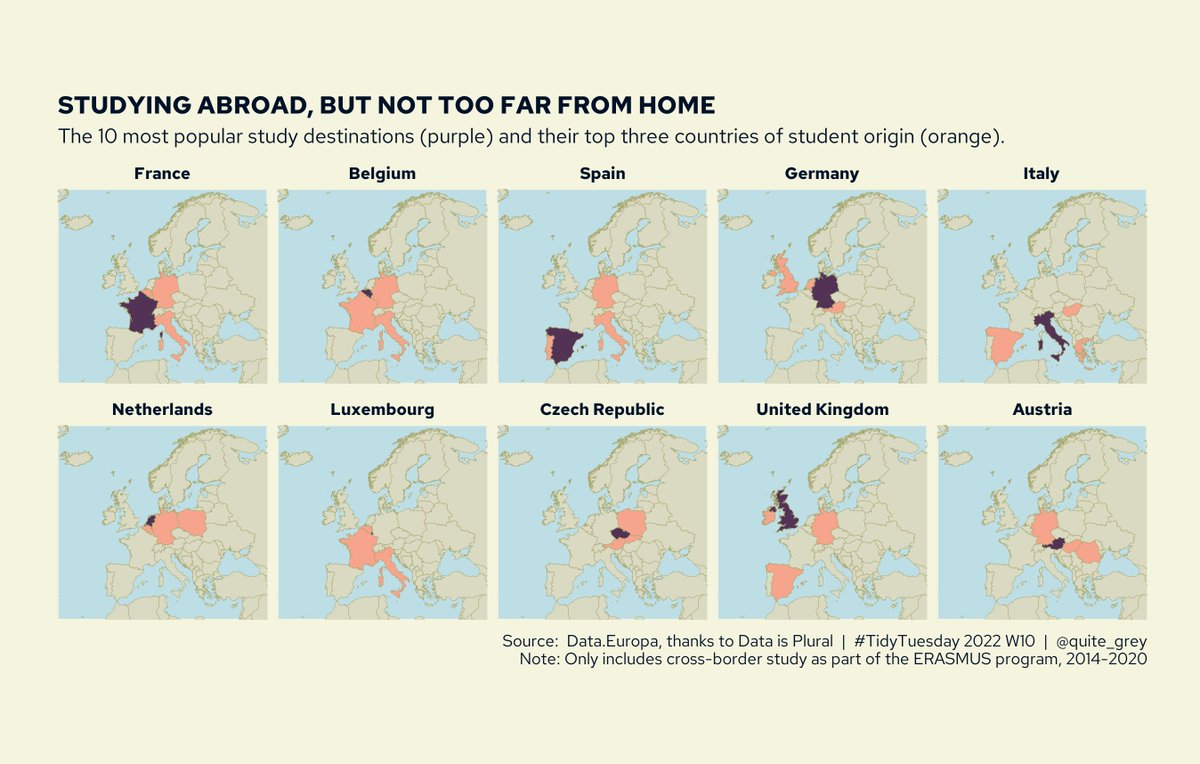 STUDYING ABROAD, BUT NOT TOO FAR FROM HOME
The 10 most popular study destinations (purple) and their top three countries of student origin (orange).
France Belgium Spain Germany Italy
Netherlands Luxembourg Czech Republic United Kingdom Austria
Source: Data.Europa, thanks to Data is Plural | #TidyTuesday 2022 W10 | @quite_grey
Note: Only includes cross-border study as part of the ERASMUS program, 2014-2020